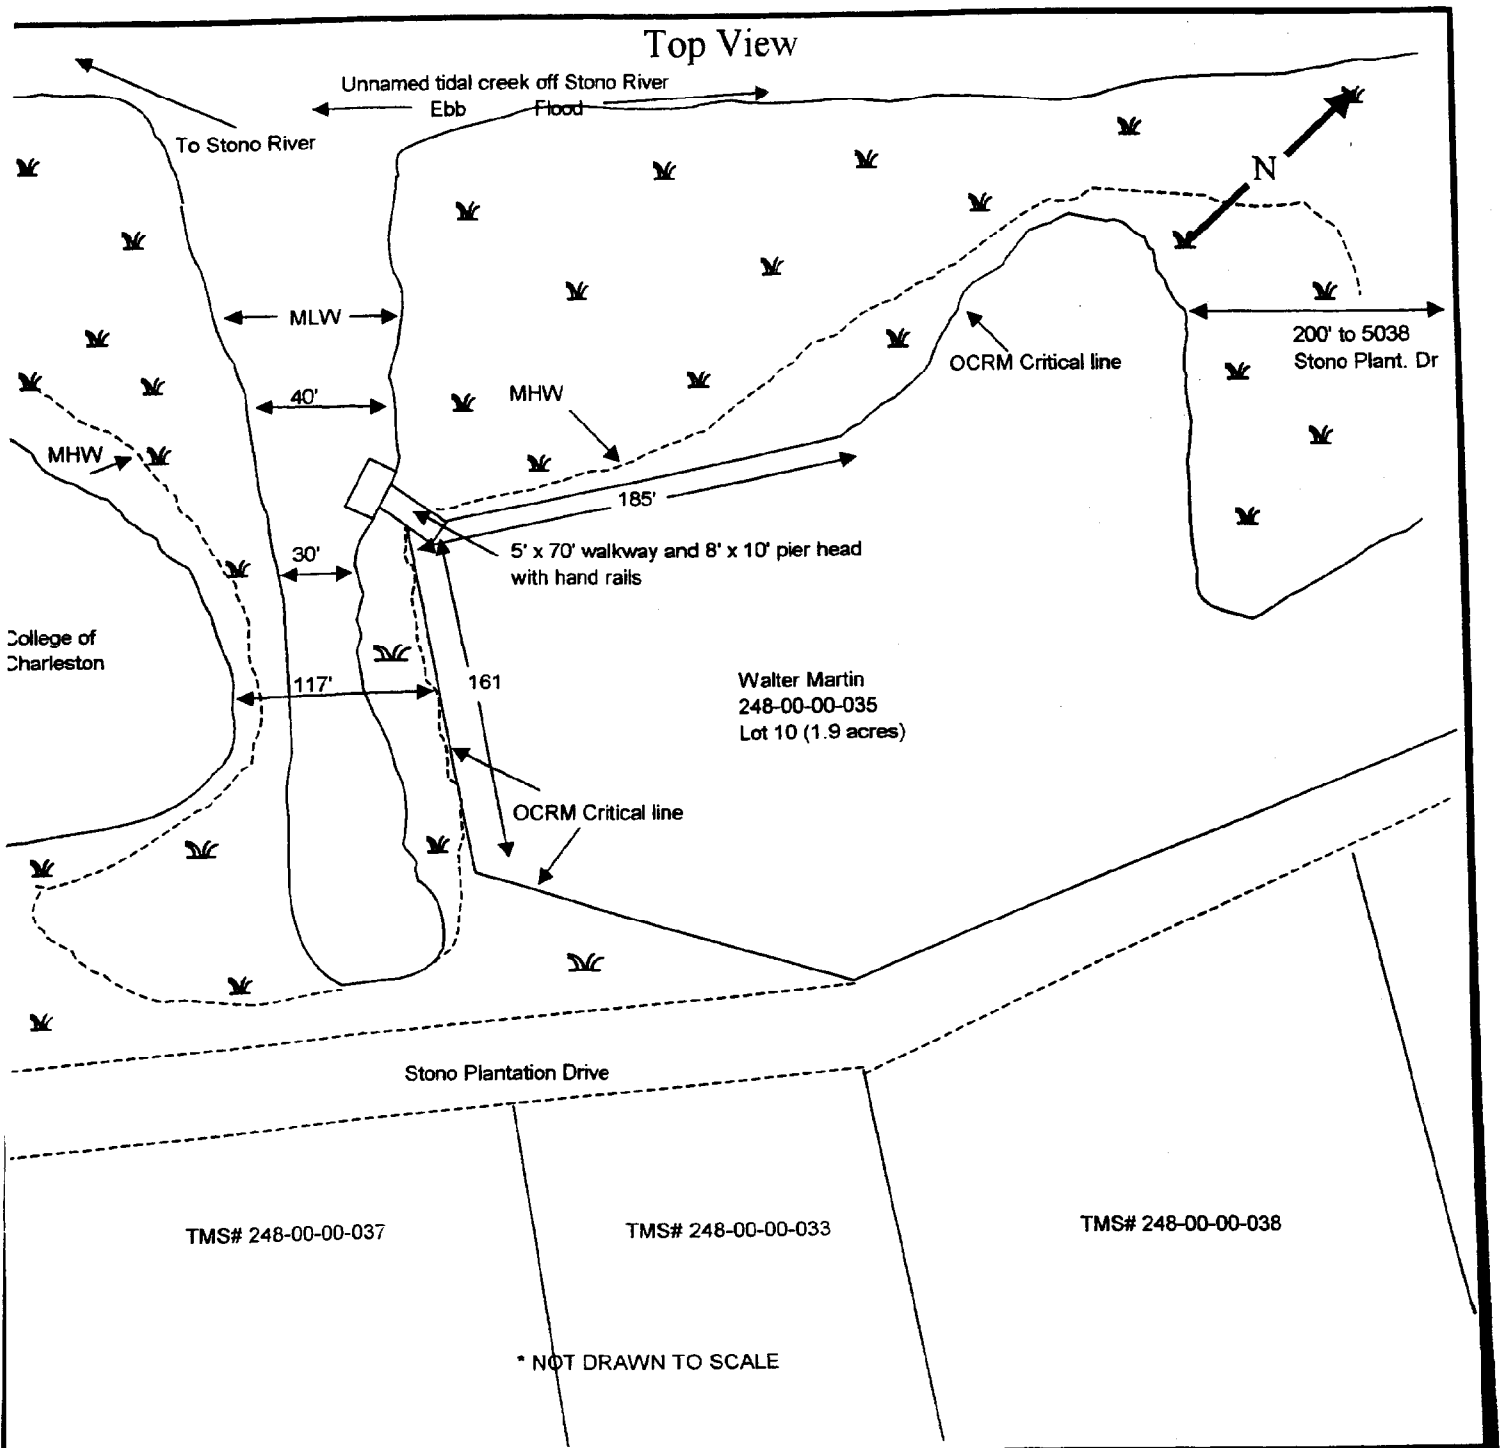 Top View
Unnamed tidal creek off Stono River
Ebb Flood
To Stono River
N
MLW
200' to 5038
Stono Plant. Dr
OCRM Critical line
MHW
40'
MHW
185'
5' x 70' walkway and 8' x 10' pier head
with hand rails
30'
College of
Charleston
117'
161
Walter Martin
248-00-00-035
Lot 10 (1.9 acres)
OCRM Critical line
Stono Plantation Drive
TMS# 248-00-00-037
TMS# 248-00-00-033
TMS# 248-00-00-038
* NOT DRAWN TO SCALE